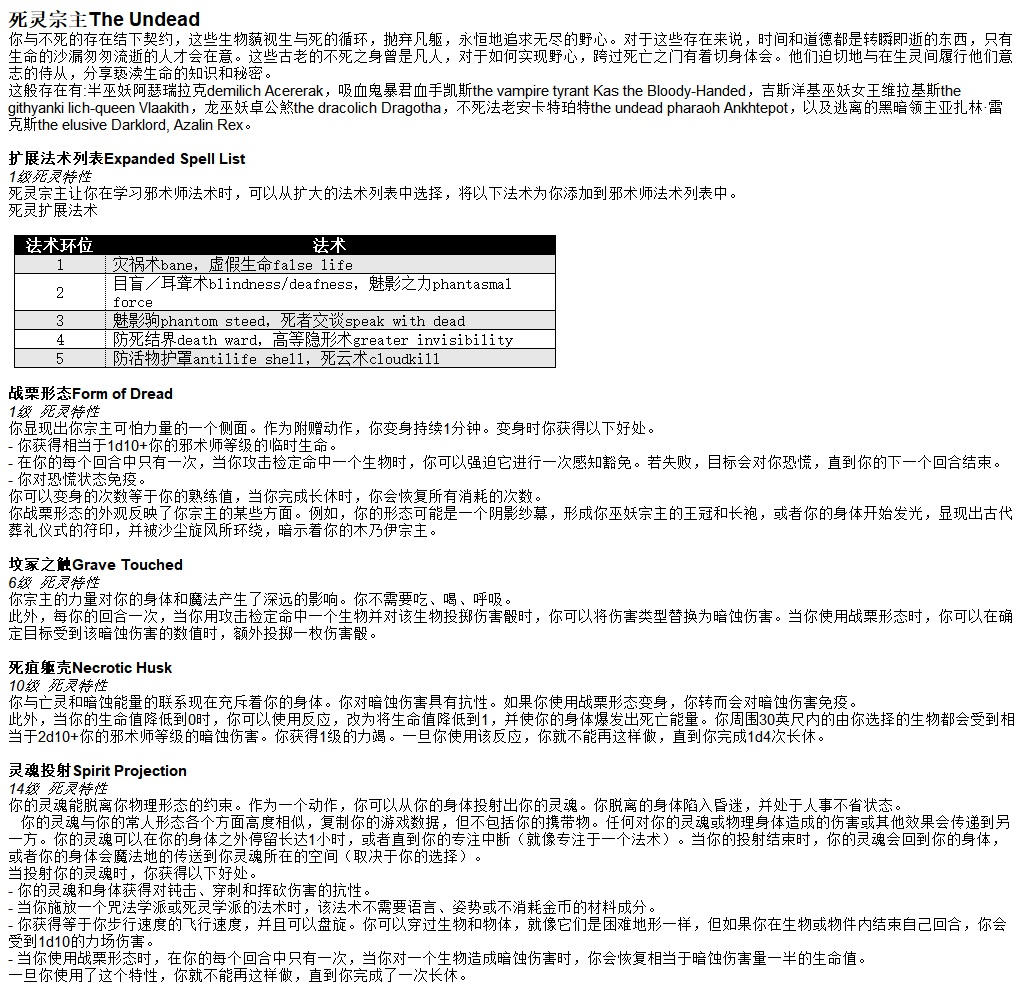 死灵宗主The Undead
你与不死的存在结下契约，这些生物藐视生与死的循环，抛弃凡躯，永恒地追求无尽的野心。对于这些存在来说，时间和道德都是转瞬即逝的东西，只有
生命的沙漏匆匆流逝的人才会在意。这些古老的不死之身曾是凡人，对于如何实现野心，跨过死亡之门有着切身体会。他们迫切地与在生灵间履行他们意
志的侍从，分享亵渎生命的知识和秘密。
这般存在有:半巫妖阿瑟瑞拉克demilich Acererak，吸血鬼暴君血手凯斯the vampire tyrant Kas the Bloody-Handed，吉斯洋基巫妖女王维拉基斯the
githyanki lich-queen Vlaakith，龙巫妖卓公煞the dracolich Dragotha，不死法老安卡特珀特the undead pharaoh Ankhtepot，以及逃离的黑暗领主亚扎林·雷
克斯the elusive Darklord, Azalin Rex。
扩展法术列表Expanded Spell List
1级死灵特性
死灵宗主让你在学习邪术师法术时，可以从扩大的法术列表中选择，将以下法术为你添加到邪术师法术列表中。
死灵扩展法术
法术环位 法术
1 灾祸术bane，虚假生命false life
2 目盲／耳聋术blindness/deafness，魅影之力phantasmal
force
3 魅影驹phantom steed，死者交谈speak with dead
4 防死结界death ward，高等隐形术greater invisibility
5 防活物护罩antilife shell，死云术cloudkill
战栗形态Form of Dread
1级 死灵特性
你显现出你宗主可怕力量的一个侧面。作为附赠动作，你变身持续1分钟。变身时你获得以下好处。
- 你获得相当于1d10+你的邪术师等级的临时生命。
- 在你的每个回合中只有一次，当你攻击检定命中一个生物时，你可以强迫它进行一次感知豁免。若失败，目标会对你恐慌，直到你的下一个回合结束。
- 你对恐慌状态免疫。
你可以变身的次数等于你的熟练值，当你完成长休时，你会恢复所有消耗的次数。
你战栗形态的外观反映了你宗主的某些方面。例如，你的形态可能是一个阴影纱幕，形成你巫妖宗主的王冠和长袍，或者你的身体开始发光，显现出古代
葬礼仪式的符印，并被沙尘旋风所环绕，暗示着你的木乃伊宗主。
坟冢之触Grave Touched
6级 死灵特性
你宗主的力量对你的身体和魔法产生了深远的影响。你不需要吃、喝、呼吸。
此外，每你的回合一次，当你用攻击检定命中一个生物并对该生物投掷伤害骰时，你可以将伤害类型替换为暗蚀伤害。当你使用战栗形态时，你可以在确
定目标受到该暗蚀伤害的数值时，额外投掷一枚伤害骰。
死疽躯壳Necrotic Husk
10级 死灵特性
你与亡灵和暗蚀能量的联系现在充斥着你的身体。你对暗蚀伤害具有抗性。如果你使用战栗形态变身，你转而会对暗蚀伤害免疫。
此外，当你的生命值降低到0时，你可以使用反应，改为将生命值降低到1，并使你的身体爆发出死亡能量。你周围30英尺内的由你选择的生物都会受到相
当于2d10+你的邪术师等级的暗蚀伤害。你获得1级的力竭。一旦你使用该反应，你就不能再这样做，直到你完成1d4次长休。
灵魂投射Spirit Projection
14级 死灵特性
你的灵魂能脱离你物理形态的约束。作为一个动作，你可以从你的身体投射出你的灵魂。你脱离的身体陷入昏迷，并处于人事不省状态。
你的灵魂与你的常人形态各个方面高度相似，复制你的游戏数据，但不包括你的携带物。任何对你的灵魂或物理身体造成的伤害或其他效果会传递到另
一方。你的灵魂可以在你的身体之外停留长达1小时，或者直到你的专注中断（就像专注于一个法术）。当你的投射结束时，你的灵魂会回到你的身体，
或者你的身体会魔法地的传送到你灵魂所在的空间（取决于你的选择）。
当投射你的灵魂时，你获得以下好处。
- 你的灵魂和身体获得对钝击、穿刺和挥砍伤害的抗性。
- 当你施放一个咒法学派或死灵学派的法术时，该法术不需要语言、姿势或不消耗金币的材料成分。
- 你获得等于你步行速度的飞行速度，并且可以盘旋。你可以穿过生物和物体，就像它们是困难地形一样，但如果你在生物或物件内结束自己回合，你会
受到1d10的力场伤害。
- 当你使用战栗形态时，在你的每个回合中只有一次，当你对一个生物造成暗蚀伤害时，你会恢复相当于暗蚀伤害量一半的生命值。
一旦你使用了这个特性，你就不能再这样做，直到你完成了一次长休。